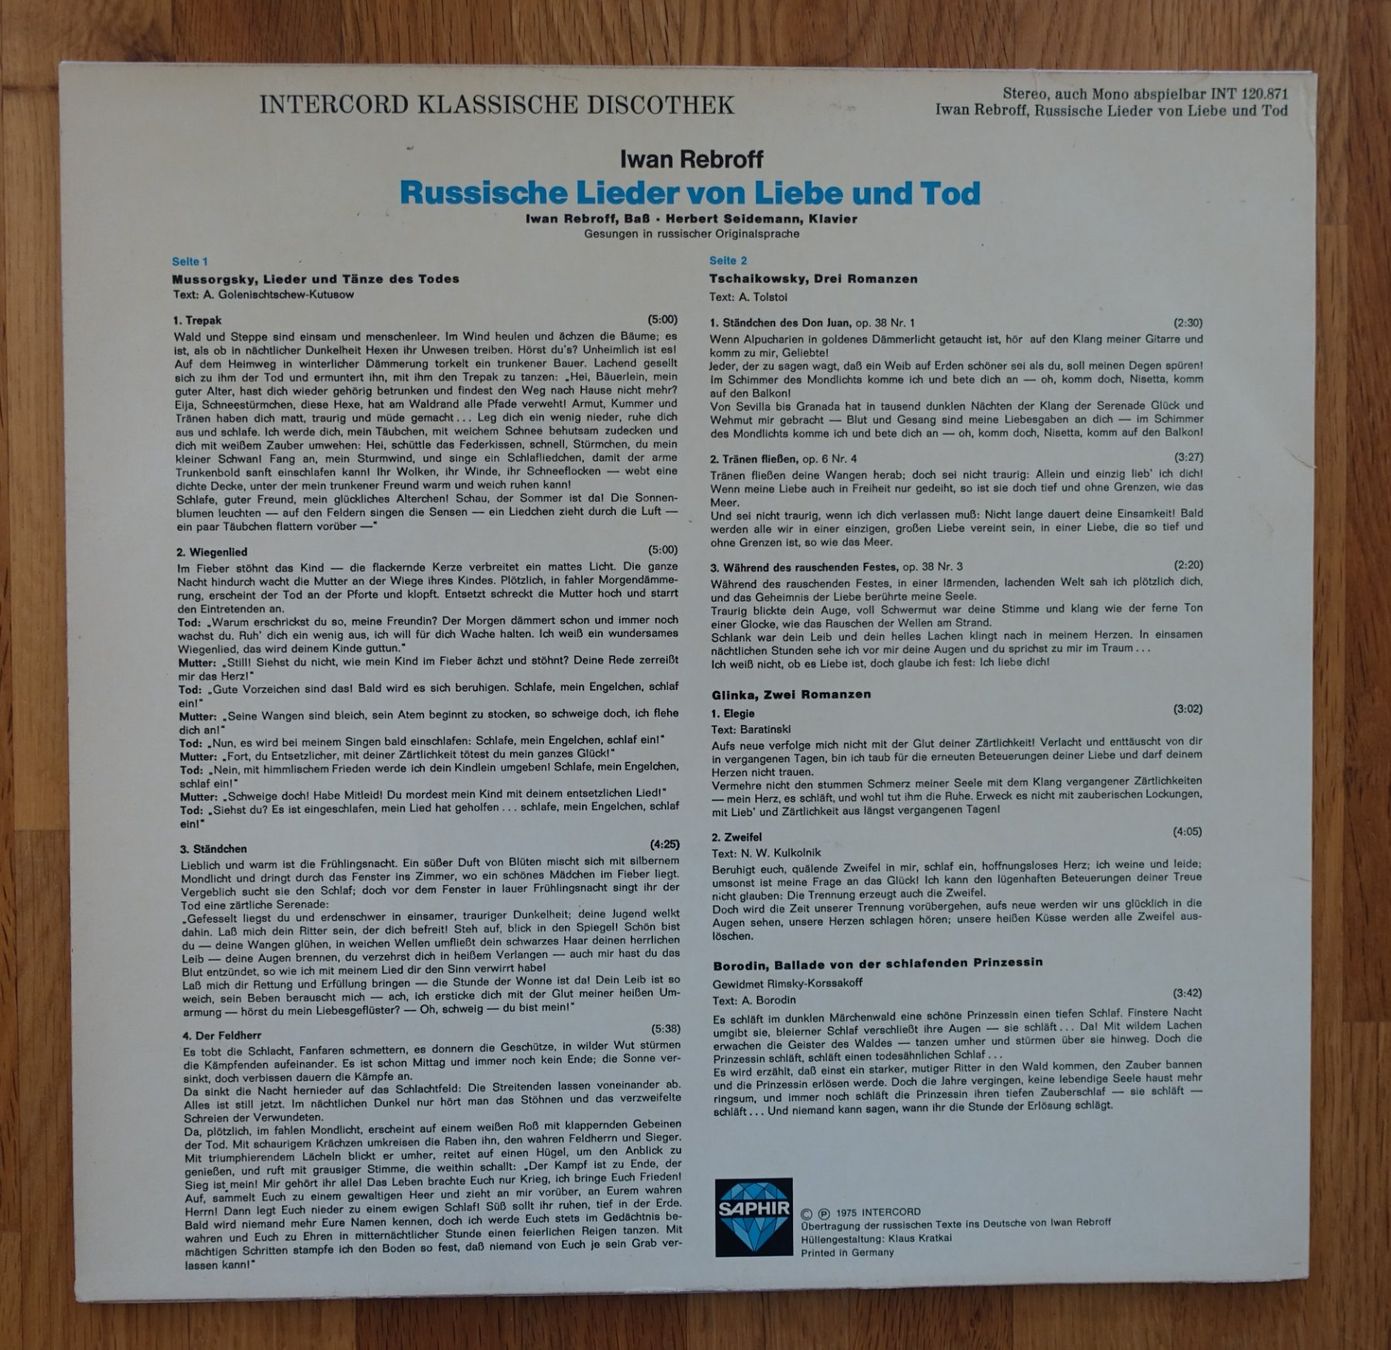 INTERCORD KLASSISCHE DISCOTHEK
Stereo, auch Mono abspielbar INT 120.871
Iwan Rebroff, Russische Lieder von Liebe und Tod
Iwan Rebroff
Russische Lieder von Liebe und Tod
Iwan Rebroff, Baß · Herbert Seidemann, Klavier
Gesungen in russischer Originalsprache
Seite 1
Mussorgsky, Lieder und Tänze des Todes
Text: A. Golenischtschew-Kutusow
1. Trepak (5:00)
Wald und Steppe sind einsam und menschenleer. Im Wind heulen und ächzen die Bäume; es
ist, als ob in nächtlicher Dunkelheit Hexen ihr Unwesen treiben. Hörst du's? Unheimlich ist es!
Auf dem Heimweg in winterlicher Dämmerung torkelt ein trunkener Bauer. Lachend gesellt
sich zu ihm der Tod und ermuntert ihn, mit ihm den Trepak zu tanzen: „Hei, Bäuerlein, mein
guter Alter, hast dich wieder gehörig betrunken und findest den Weg nach Hause nicht mehr?
Eija, Schneestürmchen, diese Hexe, hat am Waldrand alle Pfade verweht! Armut, Kummer und
Tränen haben dich matt, traurig und müde gemacht... Leg dich ein wenig nieder, ruhe dich
aus und schlafe. Ich werde dich, mein Täubchen, mit weichem Schnee behutsam zudecken und
dich mit weißem Zauber umwehen: Hei, schüttle das Federkissen, schnell, Stürmchen, du mein
kleiner Schwan! Fang an, mein Sturmwind, und singe ein Schlafliedchen, damit der arme
Trunkenbold sanft einschlafen kann! Ihr Wolken, ihr Winde, ihr Schneeflocken — webt eine
dichte Decke, unter der mein trunkener Freund warm und weich ruhen kann!
Schlafe, guter Freund, mein glückliches Alterchen! Schau, der Sommer ist da! Die Sonnen-
blumen leuchten — auf den Feldern singen die Sensen — ein Liedchen zieht durch die Luft —
ein paar Täubchen flattern vorüber —"
2. Wiegenlied (5:00)
Im Fieber stöhnt das Kind — die flackernde Kerze verbreitet ein mattes Licht. Die ganze
Nacht hindurch wacht die Mutter an der Wiege ihres Kindes. Plötzlich, in fahler Morgendämme-
rung, erscheint der Tod an der Pforte und klopft. Entsetzt schreckt die Mutter hoch und starrt
den Eintretenden an.
Tod: „Warum erschrickst du so, meine Freundin? Der Morgen dämmert schon und immer noch
wachst du. Ruh' dich ein wenig aus, ich will für dich Wache halten. Ich weiß ein wundersames
Wiegenlied, das wird deinem Kinde guttun."
Mutter: „Still! Siehst du nicht, wie mein Kind im Fieber ächzt und stöhnt? Deine Rede zerreißt
mir das Herz!"
Tod: „Gute Vorzeichen sind das! Bald wird es sich beruhigen. Schlafe, mein Engelchen, schlaf
ein!"
Mutter: „Seine Wangen sind bleich, sein Atem beginnt zu stocken, so schweige doch, ich flehe
dich an!"
Tod: „Nun, es wird bei meinem Singen bald einschlafen: Schlafe, mein Engelchen, schlaf ein!"
Mutter: „Fort, du Entsetzlicher, mit deiner Zärtlichkeit tötest du mein ganzes Glück!"
Tod: „Nein, mit himmlischem Frieden werde ich dein Kindlein umgeben! Schlafe, mein Engelchen,
schlaf ein!"
Mutter: „Schweige doch! Habe Mitleid! Du mordest mein Kind mit deinem entsetzlichen Lied!"
Tod: „Siehst du? Es ist eingeschlafen, mein Lied hat geholfen... schlafe, mein Engelchen, schlaf
ein!"
3. Ständchen (4:25)
Lieblich und warm ist die Frühlingsnacht. Ein süßer Duft von Blüten mischt sich mit silbernem
Mondlicht und dringt durch das Fenster ins Zimmer, wo ein schönes Mädchen im Fieber liegt.
Vergeblich sucht sie den Schlaf; doch vor dem Fenster in lauer Frühlingsnacht singt ihr der
Tod eine zärtliche Serenade:
„Gefesselt liegst du und erdenschwer in einsamer, trauriger Dunkelheit; deine Jugend welkt
dahin. Laß mich dein Ritter sein, der dich befreit! Steh auf, blick in den Spiegel! Schön bist
du — deine Wangen glühen, in weichen Wellen umfließt dein schwarzes Haar deinen herrlichen
Leib — deine Augen brennen, du verzehrst dich in heißem Verlangen — auch mir hast du das
Blut entzündet, so wie ich mit meinem Lied dir den Sinn verwirrt habe!
Laß mich dir Rettung und Erfüllung bringen — die Stunde der Wonne ist da! Dein Leib ist so
weich, sein Beben berauscht mich — ach, ich ersticke dich mit der Glut meiner heißen Um-
armung — hörst du mein Liebesgeflüster? — Oh, schweig — du bist mein!"
4. Der Feldherr (5:38)
Es tobt die Schlacht, Fanfaren schmettern, es donnern die Geschütze, in wilder Wut stürmen
die Kämpfenden aufeinander. Es ist schon Mittag und immer noch kein Ende; die Sonne ver-
sinkt, doch verbissen dauern die Kämpfe an.
Da sinkt die Nacht hernieder auf das Schlachtfeld: Die Streitenden lassen voneinander ab.
Alles ist still jetzt. Im nächtlichen Dunkel nur hört man das Stöhnen und das verzweifelte
Schreien der Verwundeten.
Da, plötzlich, im fahlen Mondlicht, erscheint auf einem weißen Roß mit klappernden Gebeinen
der Tod. Mit schaurigem Krächzen umkreisen die Raben ihn, den wahren Feldherrn und Sieger.
Mit triumphierendem Lächeln blickt er umher, reitet auf einen Hügel, um den Anblick zu
genießen, und ruft mit grausiger Stimme, die weithin schallt: „Der Kampf ist zu Ende, der
Sieg ist mein! Mir gehört ihr alle! Das Leben brachte Euch nur Krieg, ich bringe Euch Frieden!
Auf, sammelt Euch zu einem gewaltigen Heer und zieht an mir vorüber, an Eurem wahren
Herrn! Dann legt Euch nieder zu einem ewigen Schlaf! Süß sollt ihr ruhen, tief in der Erde.
Bald wird niemand mehr Eure Namen kennen, doch ich werde Euch stets im Gedächtnis be-
wahren und Euch zu Ehren in mitternächtlicher Stunde einen feierlichen Reigen tanzen. Mit
mächtigen Schritten stampfe ich den Boden so fest, daß niemand von Euch je sein Grab ver-
lassen kann!"
Seite 2
Tschaikowsky, Drei Romanzen
Text: A. Tolstoi
1. Ständchen des Don Juan, op. 38 Nr. 1 (2:30)
Wenn Alpucharien in goldenes Dämmerlicht getaucht ist, hör auf den Klang meiner Gitarre und
komm zu mir, Geliebte!
Jeder, der zu sagen wagt, daß ein Weib auf Erden schöner sei als du, soll meinen Degen spüren!
Im Schimmer des Mondlichts komme ich und bete dich an — oh, komm doch, Nisetta, komm
auf den Balkon!
Von Sevilla bis Granada hat in tausend dunklen Nächten der Klang der Serenade Glück und
Wehmut mir gebracht — Blut und Gesang sind meine Liebesgaben an dich — im Schimmer
des Mondlichts komme ich und bete dich an — oh, komm doch, Nisetta, komm auf den Balkon!
2. Tränen fließen, op. 6 Nr. 4 (3:27)
Tränen fließen deine Wangen herab; doch sei nicht traurig: Allein und einzig lieb' ich dich!
Wenn meine Liebe auch in Freiheit nur gedeiht, so ist sie doch tief und ohne Grenzen, wie das
Meer.
Und sei nicht traurig, wenn ich dich verlassen muß: Nicht lange dauert deine Einsamkeit! Bald
werden alle wir in einer einzigen, großen Liebe vereint sein, in einer Liebe, die so tief und
ohne Grenzen ist, so wie das Meer.
3. Während des rauschenden Festes, op. 38 Nr. 3 (2:20)
Während des rauschenden Festes, in einer lärmenden, lachenden Welt sah ich plötzlich dich,
und das Geheimnis der Liebe berührte meine Seele.
Traurig blickte dein Auge, voll Schwermut war deine Stimme und klang wie der ferne Ton
einer Glocke, wie das Rauschen der Wellen am Strand.
Schlank war dein Leib und dein helles Lachen klingt nach in meinem Herzen. In einsamen
nächtlichen Stunden sehe ich vor mir deine Augen und du sprichst zu mir im Traum...
Ich weiß nicht, ob es Liebe ist, doch glaube ich fest: Ich liebe dich!
Glinka, Zwei Romanzen
1. Elegie (3:02)
Text: Baratinski
Aufs neue verfolge mich nicht mit der Glut deiner Zärtlichkeit! Verlacht und enttäuscht von dir
in vergangenen Tagen, bin ich taub für die erneuten Beteuerungen deiner Liebe und darf deinem
Herzen nicht trauen.
Vermehre nicht den stummen Schmerz meiner Seele mit dem Klang vergangener Zärtlichkeiten
— mein Herz, es schläft, und wohl tut ihm die Ruhe. Erweck es nicht mit zauberischen Lockungen,
mit Lieb' und Zärtlichkeit aus längst vergangenen Tagen!
2. Zweifel (4:05)
Text: N. W. Kulkolnik
Beruhigt euch, quälende Zweifel in mir, schlaf ein, hoffnungsloses Herz; ich weine und leide;
umsonst ist meine Frage an das Glück! Ich kann den lügenhaften Beteuerungen deiner Treue
nicht glauben: Die Trennung erzeugt auch die Zweifel.
Doch wird die Zeit unserer Trennung vorübergehen, aufs neue werden wir uns glücklich in die
Augen sehen, unsere Herzen schlagen hören; unsere heißen Küsse werden alle Zweifel aus-
löschen.
Borodin, Ballade von der schlafenden Prinzessin
Gewidmet Rimsky-Korssakoff
Text: A. Borodin (3:42)
Es schläft im dunklen Märchenwald eine schöne Prinzessin einen tiefen Schlaf. Finstere Nacht
umgibt sie, bleierner Schlaf verschließt ihre Augen — sie schläft... Da! Mit wildem Lachen
erwachen die Geister des Waldes — tanzen umher und stürmen über sie hinweg. Doch die
Prinzessin schläft, schläft einen todesähnlichen Schlaf...
Es wird erzählt, daß einst ein starker, mutiger Ritter in den Wald kommen, den Zauber bannen
und die Prinzessin erlösen werde. Doch die Jahre vergingen, keine lebendige Seele haust mehr
ringsum, und immer noch schläft die Prinzessin ihren tiefen Zauberschlaf — sie schläft —
schläft... Und niemand kann sagen, wann ihr die Stunde der Erlösung schlägt.
SAPHIR
© ℗ 1975 INTERCORD
Übertragung der russischen Texte ins Deutsche von Iwan Rebroff
Hüllengestaltung: Klaus Kratkai
Printed in Germany